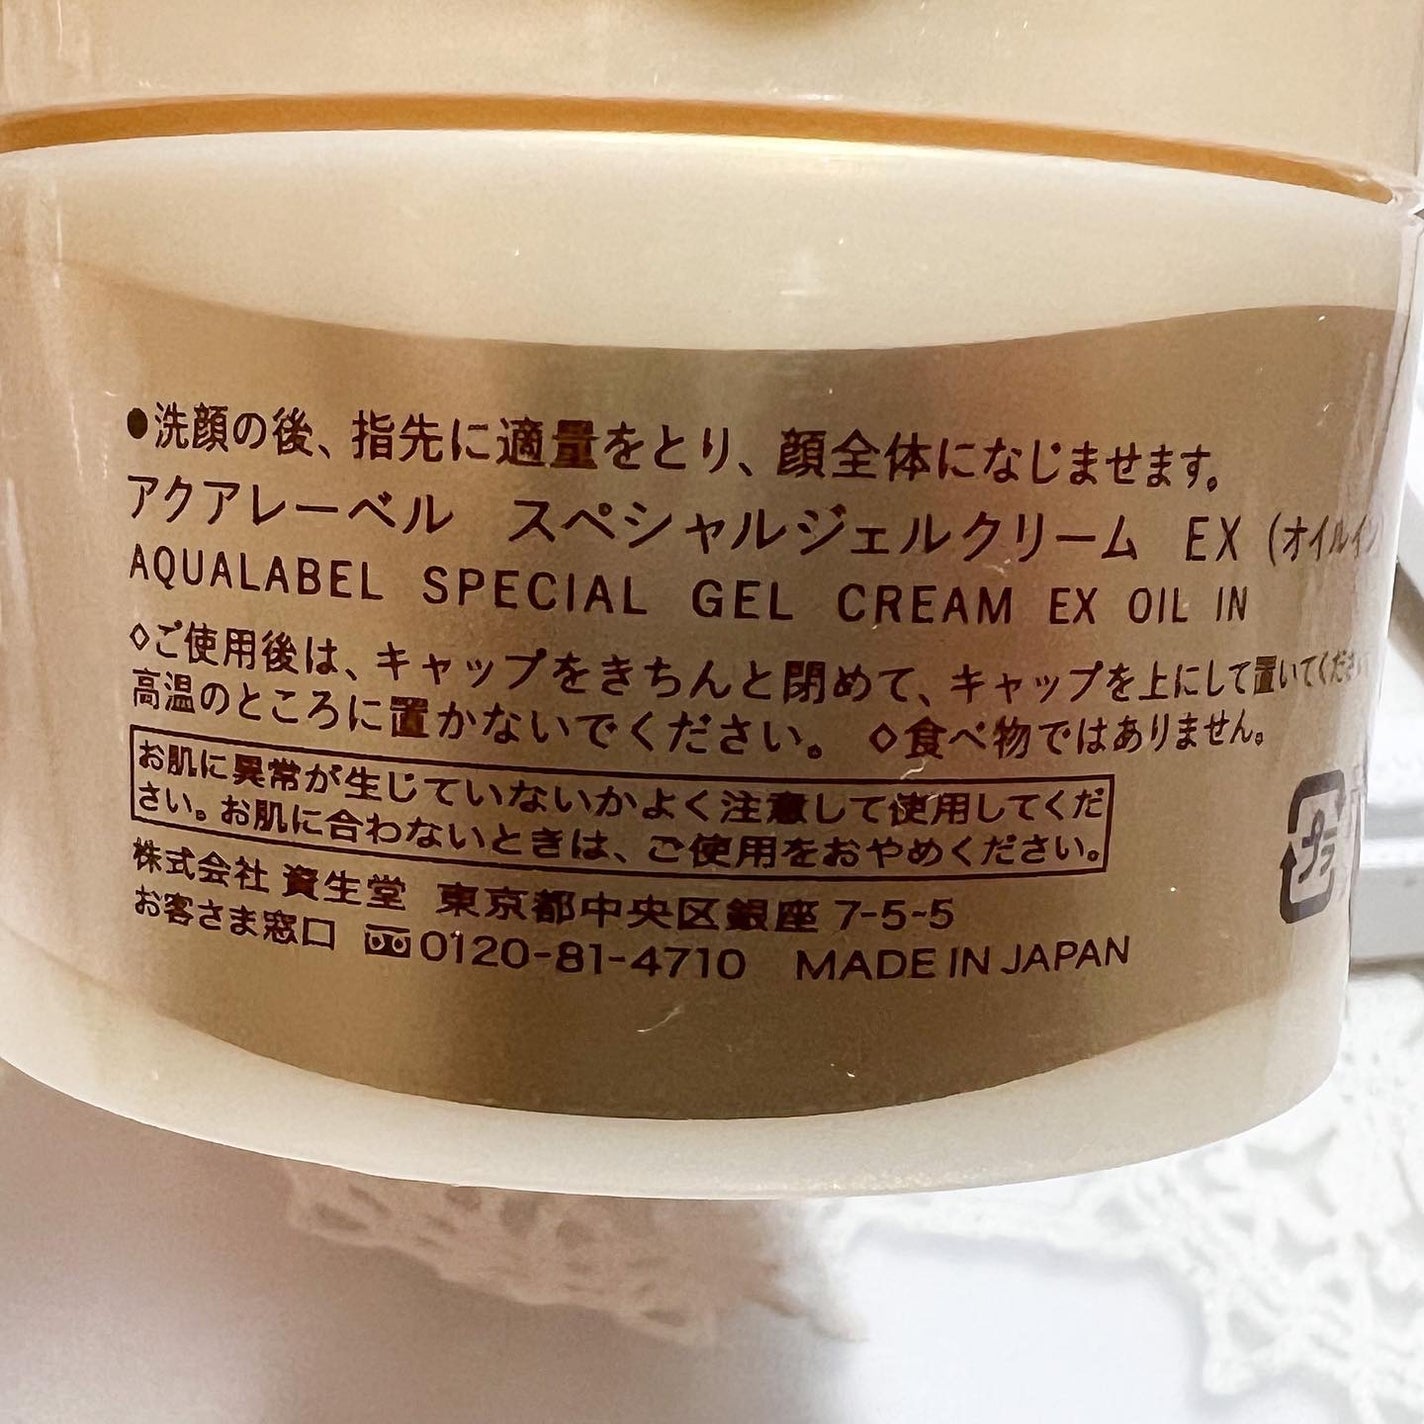 ●洗顔の後、指先に適量をとり、顔全体になじませます。
アクアレーベル スペシャルジェルクリーム EX (オイルイン
AQUALABEL SPECIAL GEL CREAM EX OIL IN
◇ご使用後は、キャップをきちんと閉めて、キャップを上にして置いてくださ
高温のところに置かないでください。 ◇食べ物ではありません。
お肌に異常が生じていないかよく注意して使用してくだ
さい。お肌に合わないときは、ご使用をおやめください。
株式会社 資生堂 東京都中央区銀座 7-5-5
お客さま窓口 0120-81-4710 MADE IN JAPAN
プラ